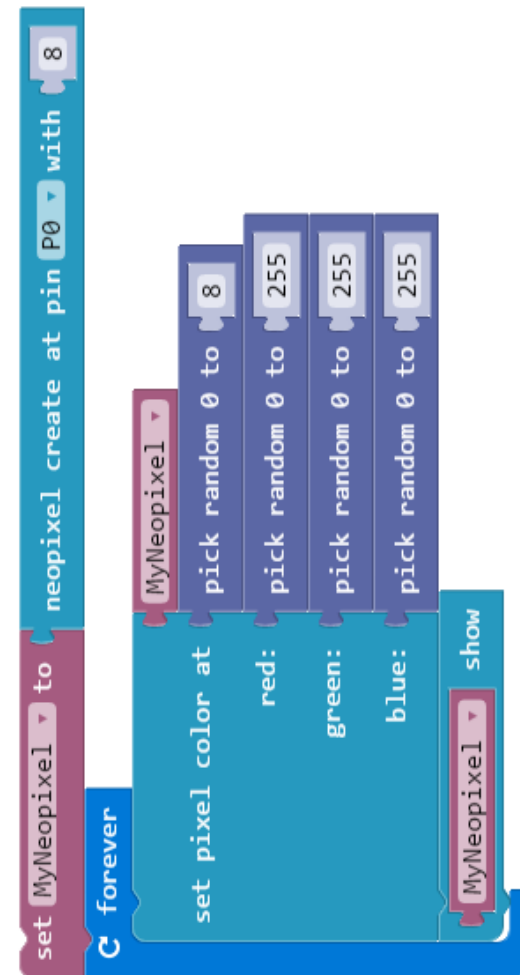 set MyNeopixel to neopixel create at pin P0 with 8
forever
MyNeopixel
set pixel color at pick random 0 to 8
red: pick random 0 to 255
green: pick random 0 to 255
blue: pick random 0 to 255
MyNeopixel show